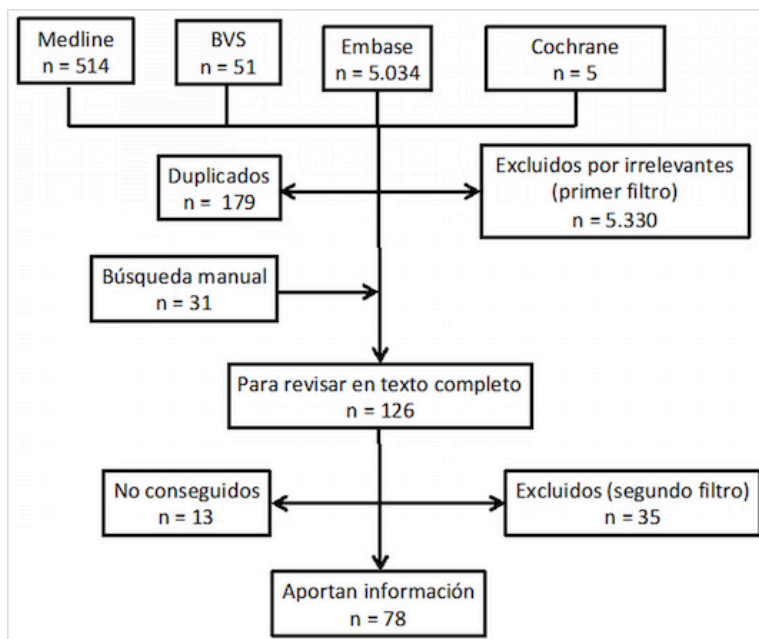 Medline
n = 514
BVS
n = 51
Embase
n = 5.034
Cochrane
n = 5
Duplicados
n = 179
Excluidos por irrelevantes
(primer filtro)
n = 5.330
Búsqueda manual
n = 31
Para revisar en texto completo
n = 126
No conseguidos
n = 13
Excluidos (segundo filtro)
n = 35
Aportan información
n = 78